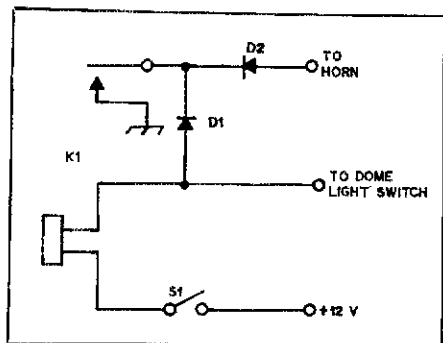 D2
TO
HORN
D1
K1
TO DOME
LIGHT SWITCH
S1
+12 V